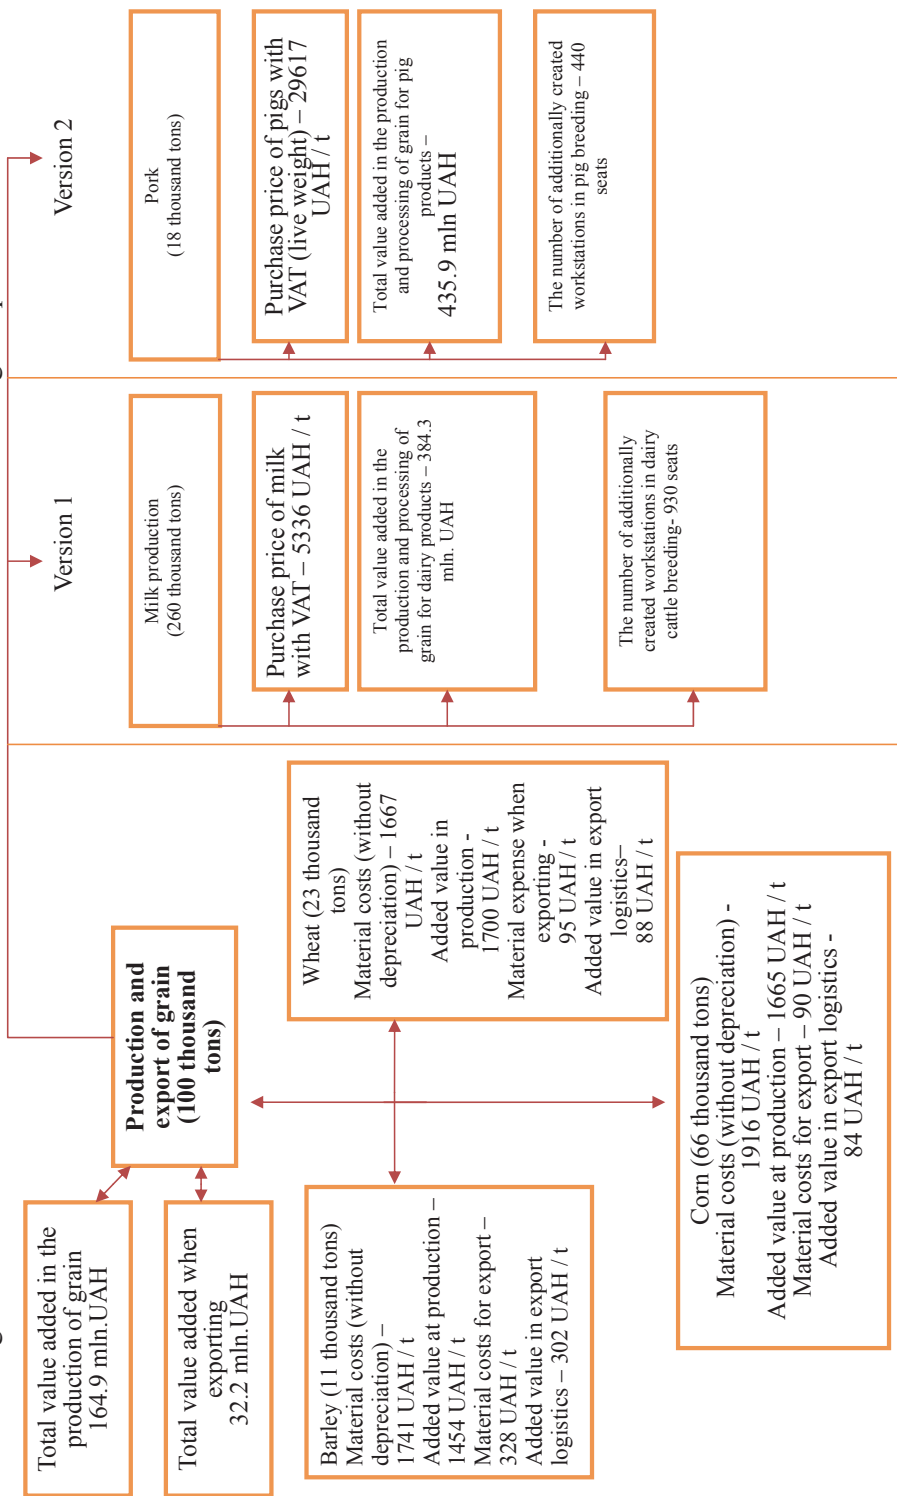 Version 1
Version 2
Total value added in the
production of grain
164.9 mln.UAH
Total value added when
exporting
32.2 mln.UAH
Production and
export of grain
(100 thousand
tons)
Barley (11 thousand tons)
Material costs (without
depreciation) –
1741 UAH / t
Added value at production –
1454 UAH / t
Material costs for export –
328 UAH / t
Added value in export
logistics – 302 UAH / t
Wheat (23 thousand
tons)
Material costs (without
depreciation) – 1667
UAH / t
Added value in
production -
1700 UAH / t
Material expense when
exporting -
95 UAH / t
Added value in export
logistics–
88 UAH / t
Corn (66 thousand tons)
Material costs (without depreciation) -
1916 UAH / t
Added value at production – 1665 UAH / t
Material costs for export – 90 UAH / t
Added value in export logistics -
84 UAH / t
Milk production
(260 thousand tons)
Purchase price of milk
with VAT – 5336 UAH / t
Total value added in the
production and processing of
grain for dairy products – 384.3
mln. UAH
The number of additionally
created workstations in dairy
cattle breeding- 930 seats
Pork
(18 thousand tons)
Purchase price of pigs with
VAT (live weight) – 29617
UAH / t
Total value added in the production
and processing of grain for pig
products –
435.9 mln UAH
The number of additionally created
workstations in pig breeding – 440
seats